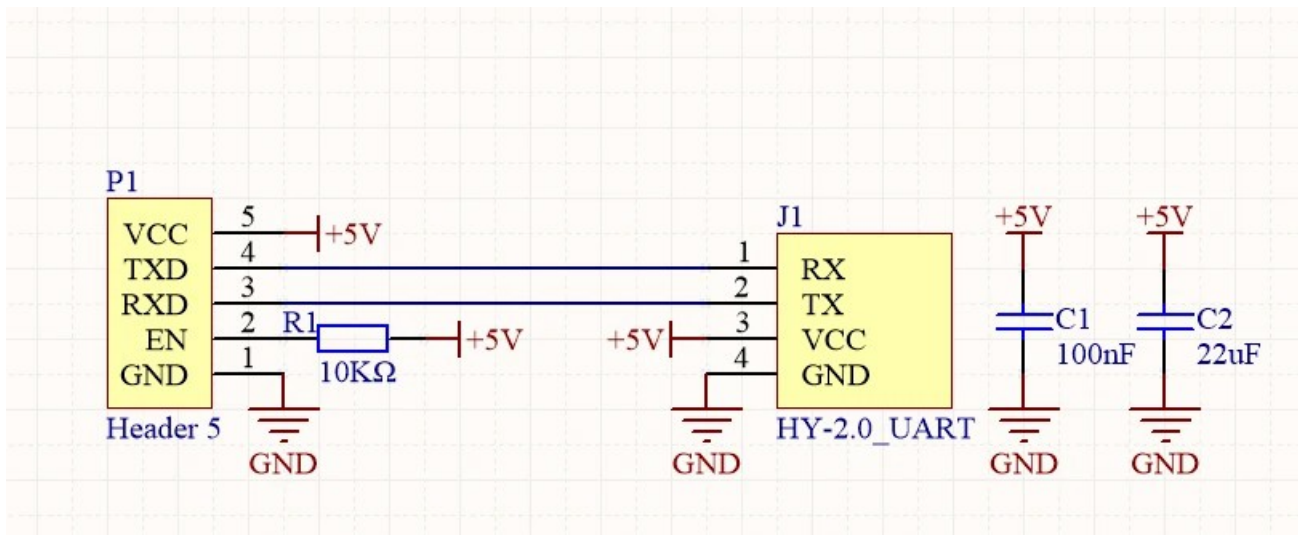 P1
VCC 5 +5V
TXD 4
RXD 3
EN 2 R1 10KΩ +5V
GND 1
Header 5
GND
J1
1 RX
2 TX
+5V 3 VCC
4 GND
HY-2.0_UART
GND
+5V
C1
100nF
GND
+5V
C2
22uF
GND